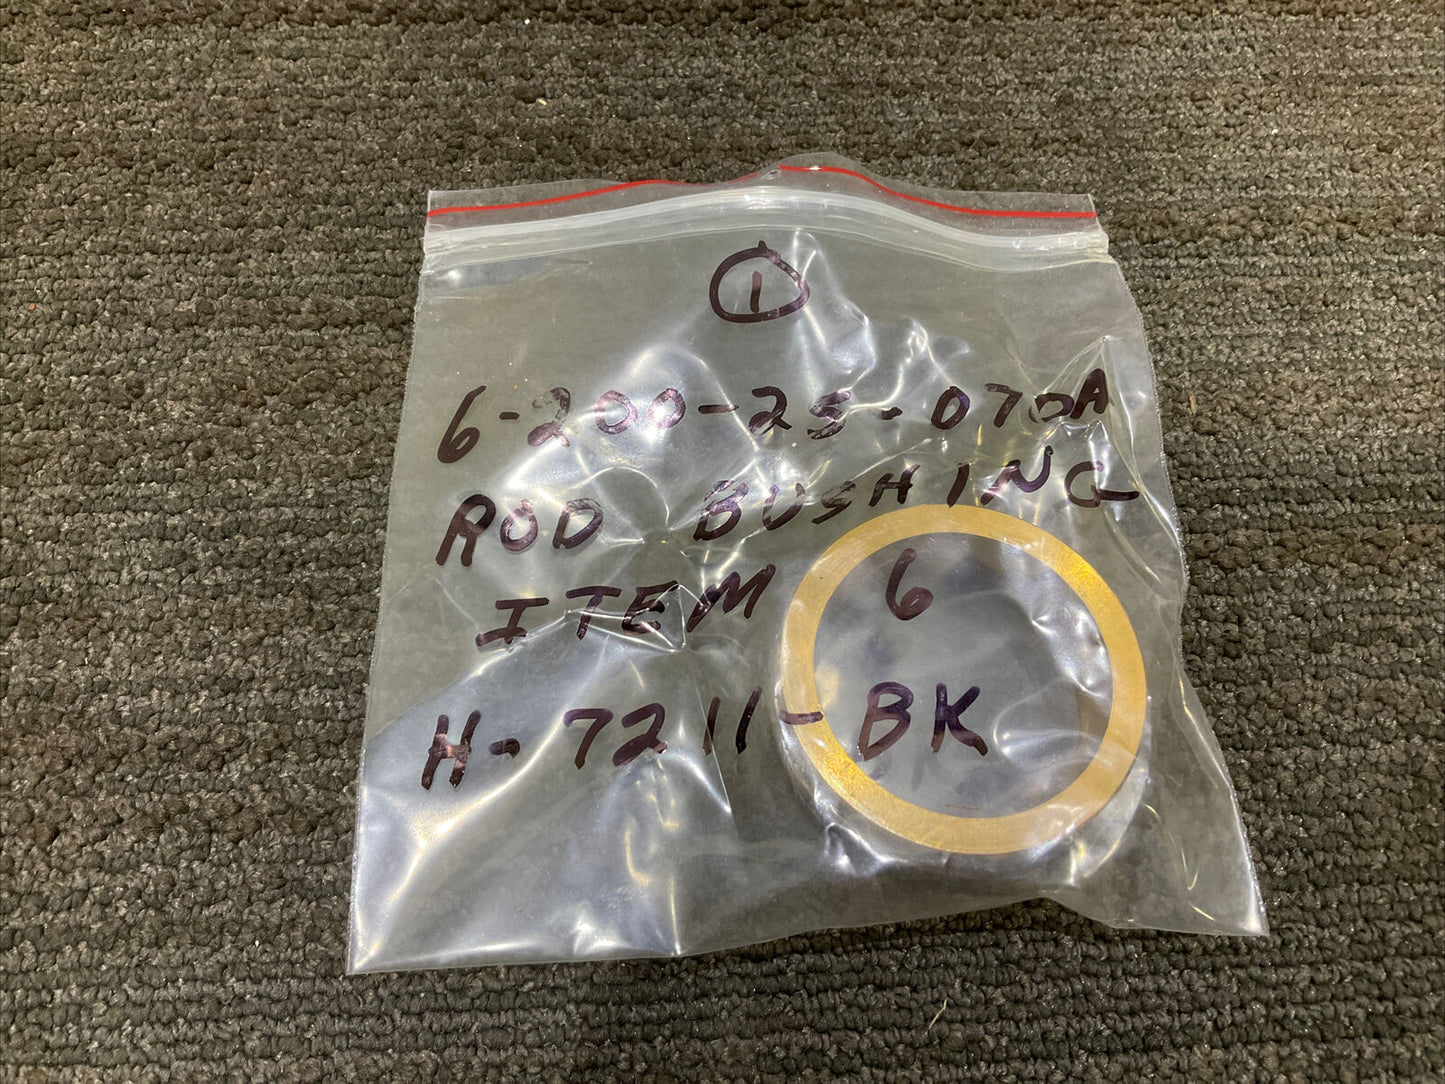 1
6-200-25-070A
ROD BUSHING
ITEM 6
H-7211-BK